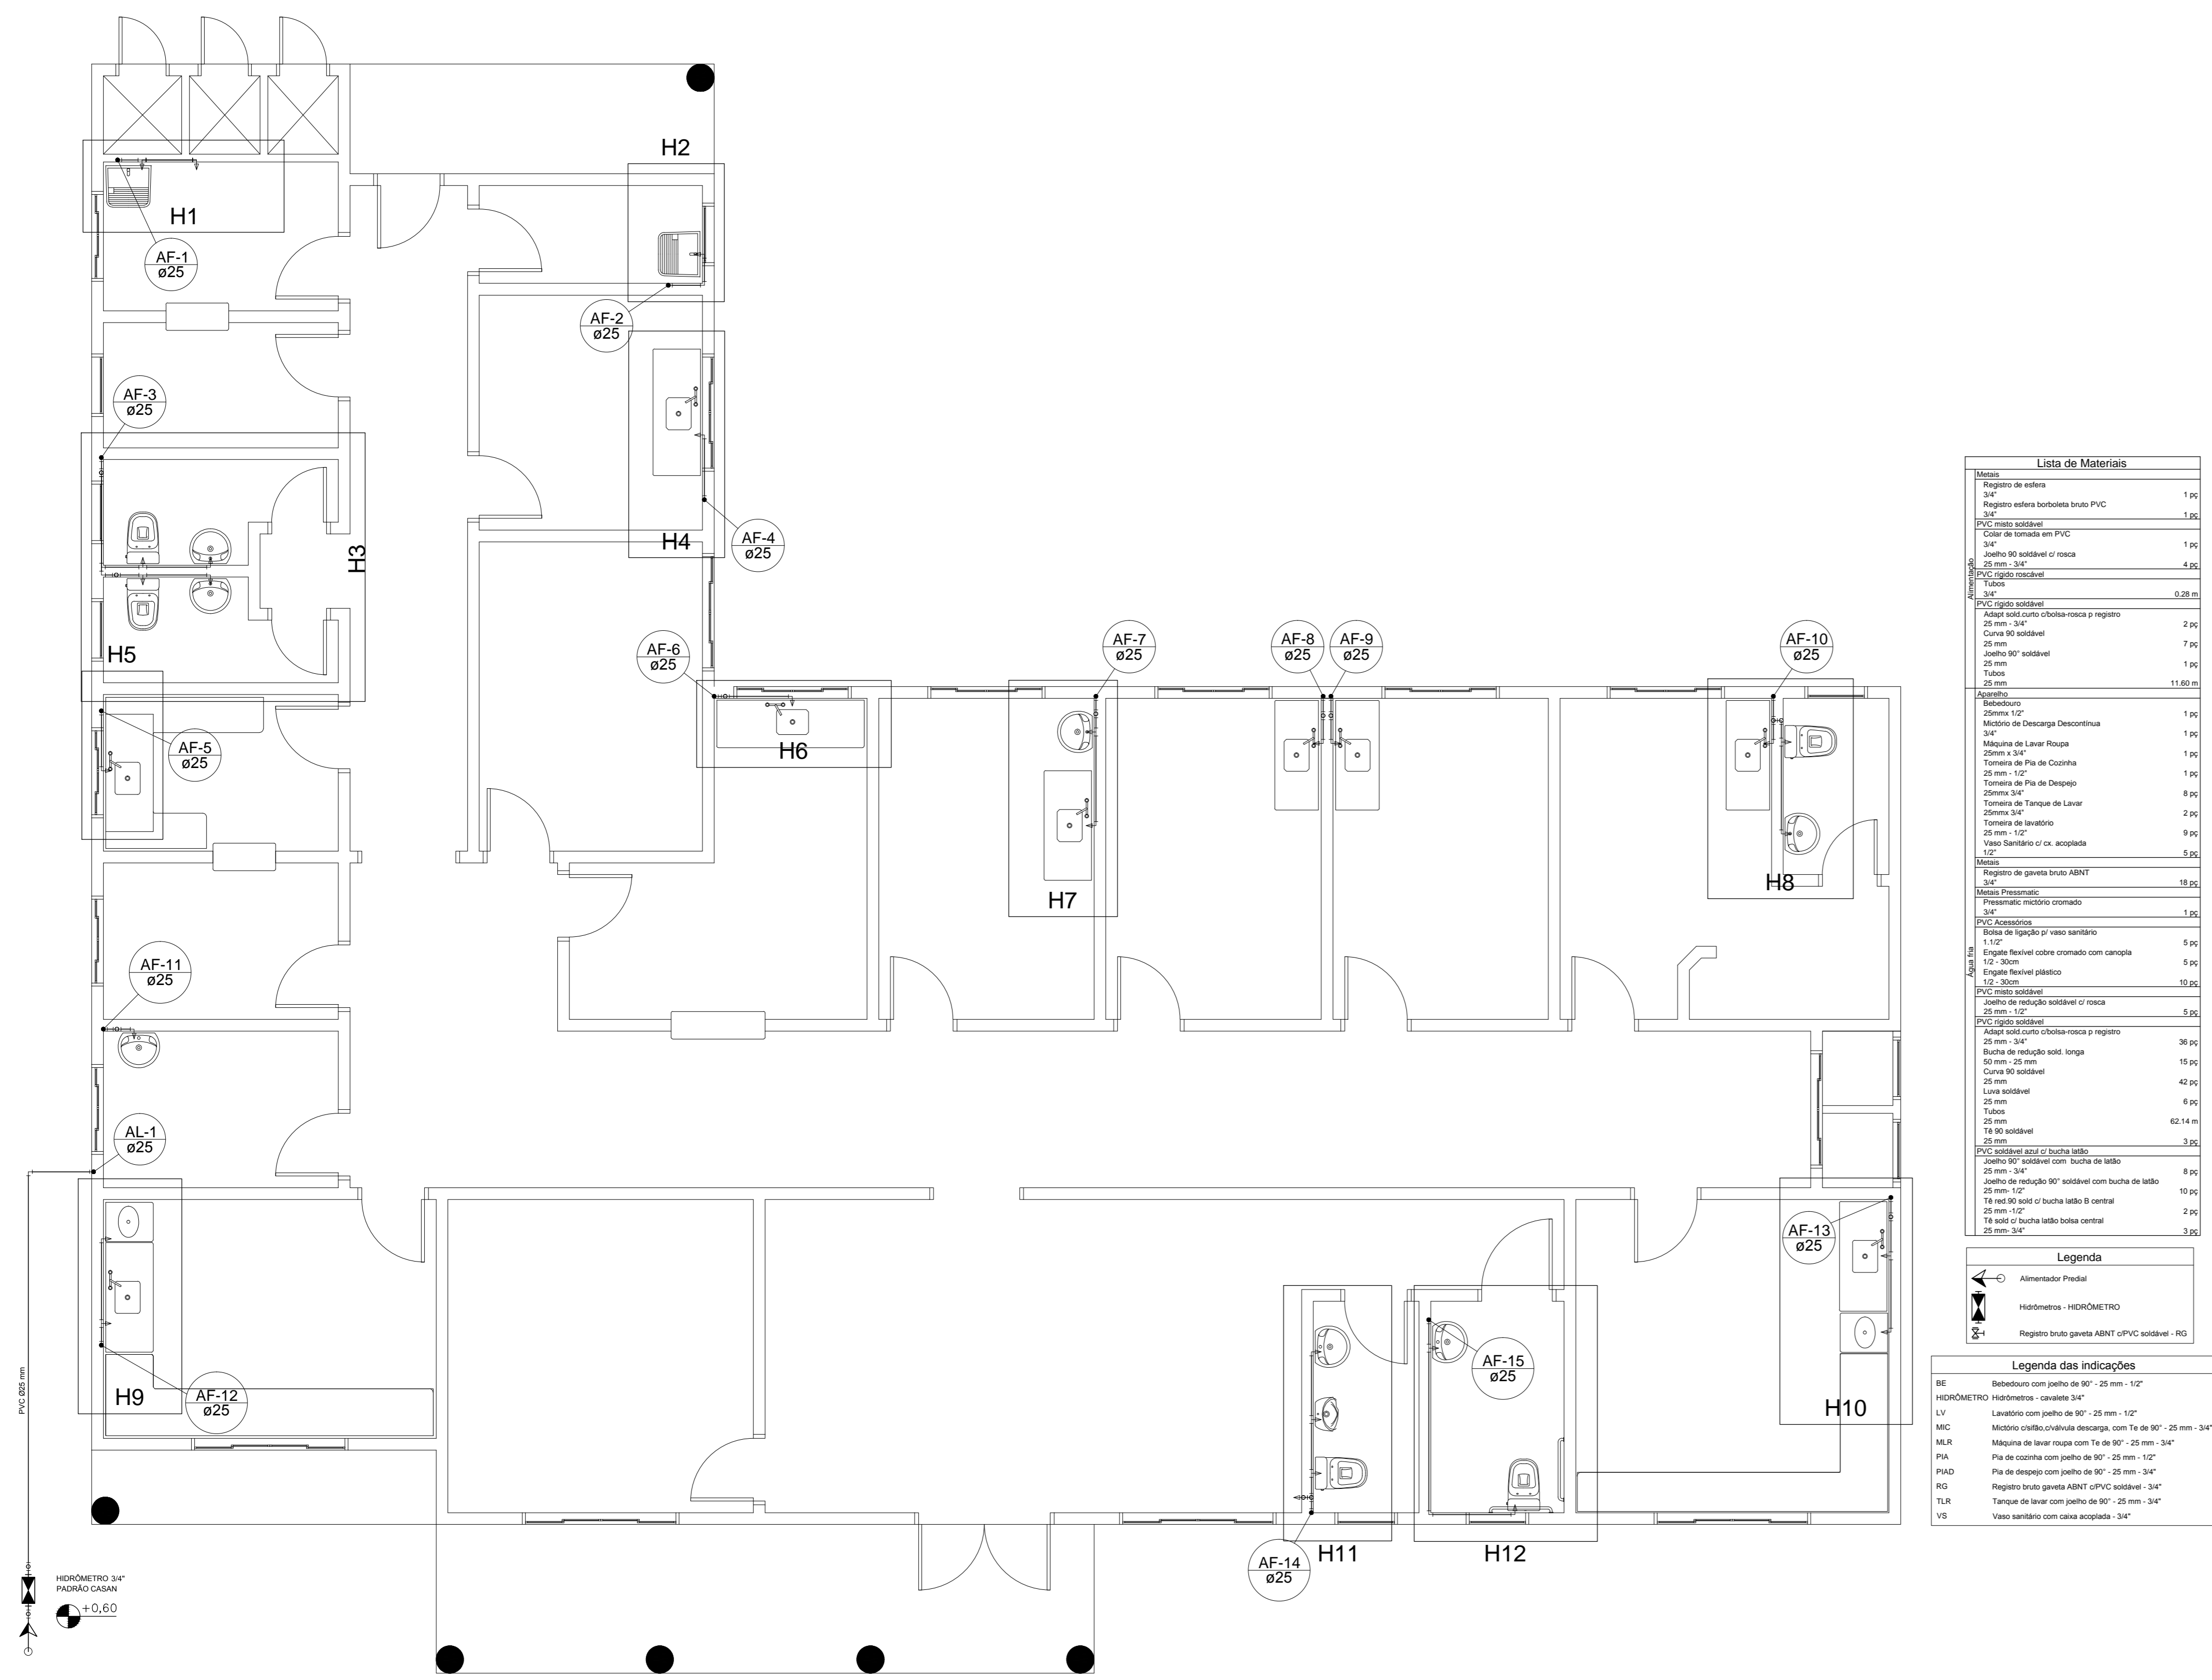 H1
AF-1
ø25
H2
AF-2
ø25
AF-3
ø25
H3
H4
AF-4
ø25
H5
AF-5
ø25
AF-6
ø25
H6
AF-7
ø25
H7
AF-8
ø25
AF-9
ø25
AF-10
ø25
H8
AF-11
ø25
AL-1
ø25
H9
AF-12
ø25
AF-13
ø25
H10
AF-15
ø25
AF-14
ø25
H11
H12
PVC Ø25 mm
HIDRÔMETRO 3/4"
PADRÃO CASAN
+0,60
Lista de Materiais
Alimentação
Metais
Registro de esfera
3/4" 1 pç
Registro esfera borboleta bruto PVC
3/4" 1 pç
PVC misto soldável
Colar de tomada em PVC
3/4" 1 pç
Joelho 90 soldável c/ rosca
25 mm - 3/4" 4 pç
PVC rígido roscável
Tubos
3/4" 0.28 m
PVC rígido soldável
Adapt sold.curto c/bolsa-rosca p registro
25 mm - 3/4" 2 pç
Curva 90 soldável
25 mm 7 pç
Joelho 90° soldável
25 mm 1 pç
Tubos
25 mm 11.60 m
Água fria
Aparelho
Bebedouro
25mmx 1/2" 1 pç
Mictório de Descarga Descontínua
3/4" 1 pç
Máquina de Lavar Roupa
25mm x 3/4" 1 pç
Torneira de Pia de Cozinha
25 mm - 1/2" 1 pç
Torneira de Pia de Despejo
25mmx 3/4" 8 pç
Torneira de Tanque de Lavar
25mmx 3/4" 2 pç
Torneira de lavatório
25 mm - 1/2" 9 pç
Vaso Sanitário c/ cx. acoplada
1/2" 5 pç
Metais
Registro de gaveta bruto ABNT
3/4" 18 pç
Metais Pressmatic
Pressmatic mictório cromado
3/4" 1 pç
PVC Acessórios
Bolsa de ligação p/ vaso sanitário
1.1/2" 5 pç
Engate flexível cobre cromado com canopla
1/2 - 30cm 5 pç
Engate flexível plástico
1/2 - 30cm 10 pç
PVC misto soldável
Joelho de redução soldável c/ rosca
25 mm - 1/2" 5 pç
PVC rígido soldável
Adapt sold.curto c/bolsa-rosca p registro
25 mm - 3/4" 36 pç
Bucha de redução sold. longa
50 mm - 25 mm 15 pç
Curva 90 soldável
25 mm 42 pç
Luva soldável
25 mm 6 pç
Tubos
25 mm 62.14 m
Tê 90 soldável
25 mm 3 pç
PVC soldável azul c/ bucha latão
Joelho 90° soldável com bucha de latão
25 mm - 3/4" 8 pç
Joelho de redução 90° soldável com bucha de latão
25 mm- 1/2" 10 pç
Tê red.90 sold c/ bucha latão B central
25 mm -1/2" 2 pç
Tê sold c/ bucha latão bolsa central
25 mm- 3/4" 3 pç
Legenda
Alimentador Predial
Hidrômetros - HIDRÔMETRO
Registro bruto gaveta ABNT c/PVC soldável - RG
Legenda das indicações
BE Bebedouro com joelho de 90° - 25 mm - 1/2"
HIDRÔMETRO Hidrômetros - cavalete 3/4"
LV Lavatório com joelho de 90° - 25 mm - 1/2"
MIC Mictório c/sifão,c/válvula descarga, com Te de 90° - 25 mm - 3/4"
MLR Máquina de lavar roupa com Te de 90° - 25 mm - 3/4"
PIA Pia de cozinha com joelho de 90° - 25 mm - 1/2"
PIAD Pia de despejo com joelho de 90° - 25 mm - 3/4"
RG Registro bruto gaveta ABNT c/PVC soldável - 3/4"
TLR Tanque de lavar com joelho de 90° - 25 mm - 3/4"
VS Vaso sanitário com caixa acoplada - 3/4"